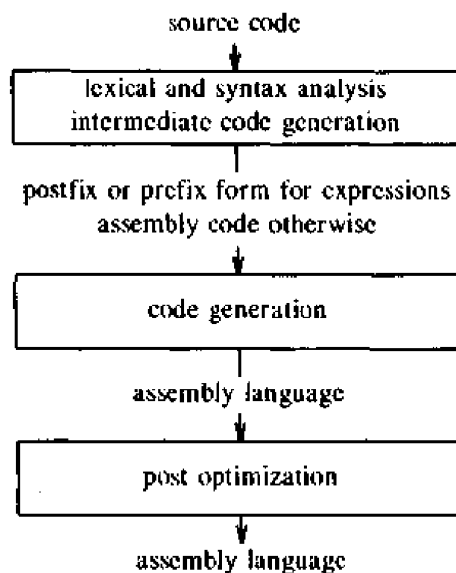 source code
lexical and syntax analysis
intermediate code generation
postfix or prefix form for expressions
assembly code otherwise
code generation
assembly language
post optimization
assembly language